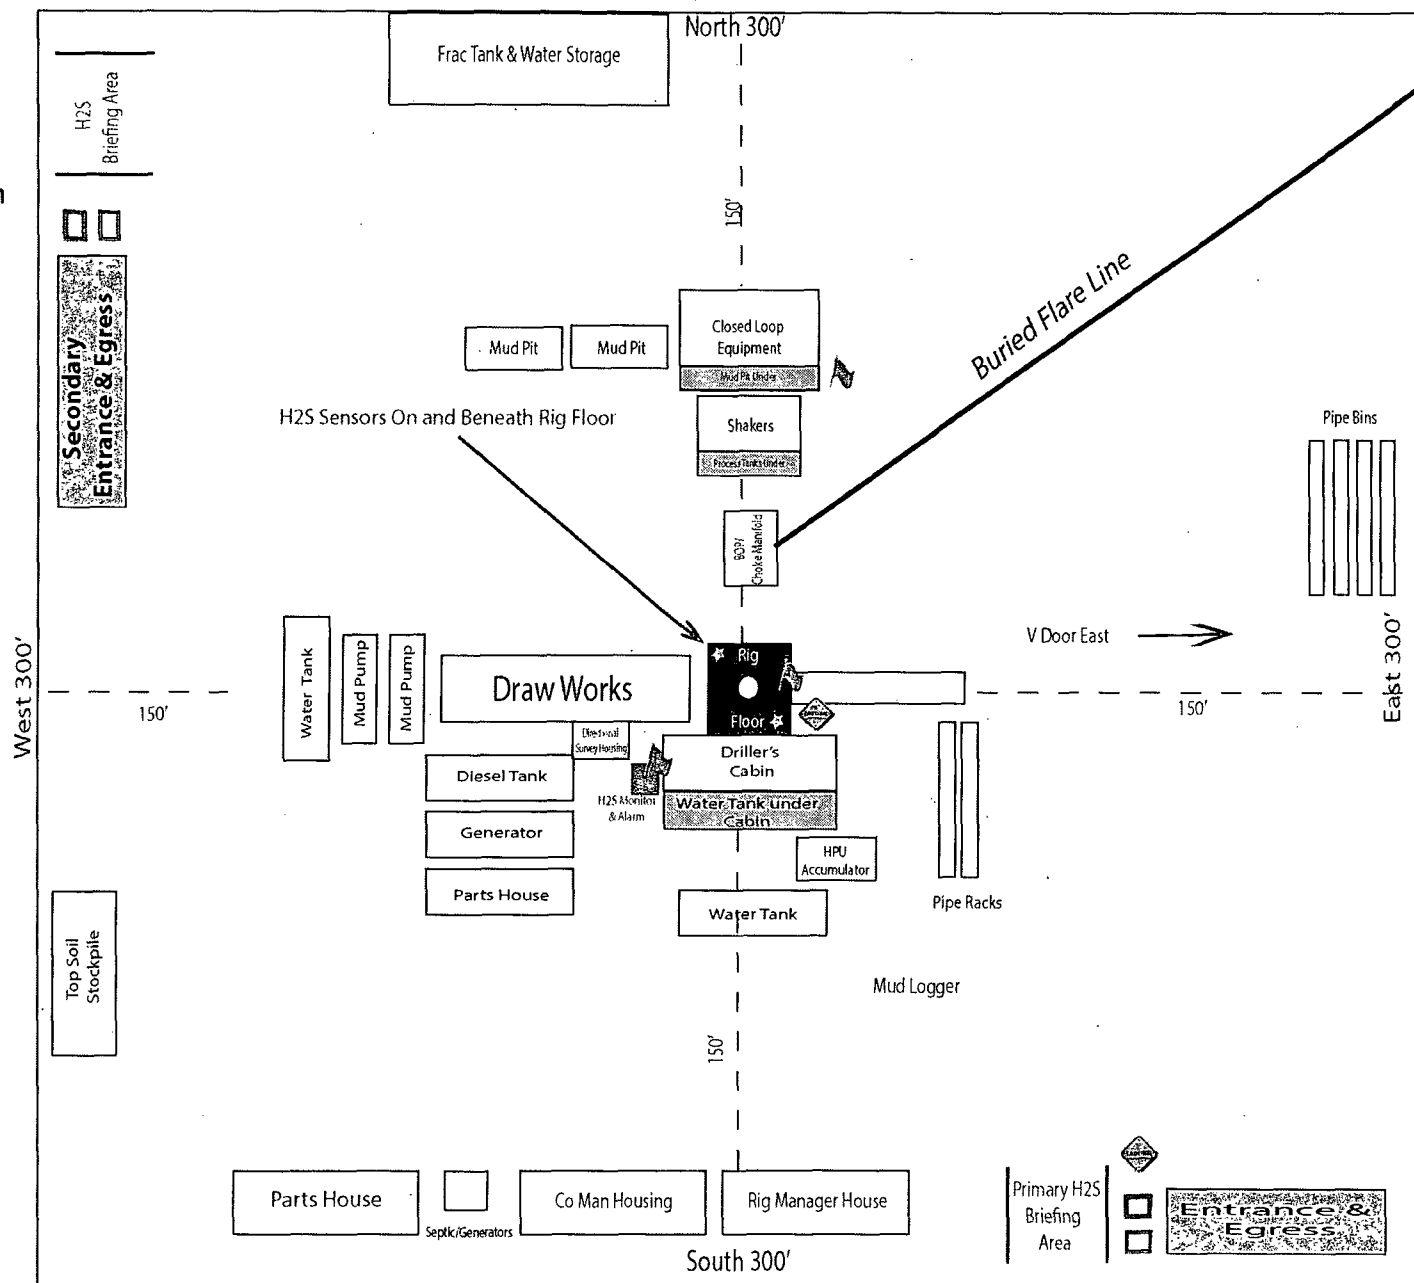 North 300'
Frac Tank & Water Storage
H2S
Briefing Area
150'
Secondary
Entrance & Egress
Buried Flare Line
Closed Loop
Equipment
Mud Pit Under
Mud Pit
Mud Pit
H2S Sensors On and Beneath Rig Floor
Shakers
Process Tanks Under
Pipe Bins
BOP/
Choke Manifold
V Door East
West 300'
150'
Water Tank
Mud Pump
Mud Pump
Draw Works
Rig
Floor
150'
East 300'
Directional
Survey Housing
Driller's
Cabin
Diesel Tank
H2S Monitor
& Alarm
Water Tank under
Cabin
Generator
HPU
Accumulator
Parts House
Water Tank
Pipe Racks
Top Soil
Stockpile
Mud Logger
150'
Parts House
Septic/Generators
Co Man Housing
Rig Manager House
Primary H2S
Briefing
Area
Entrance &
Egress
South 300'